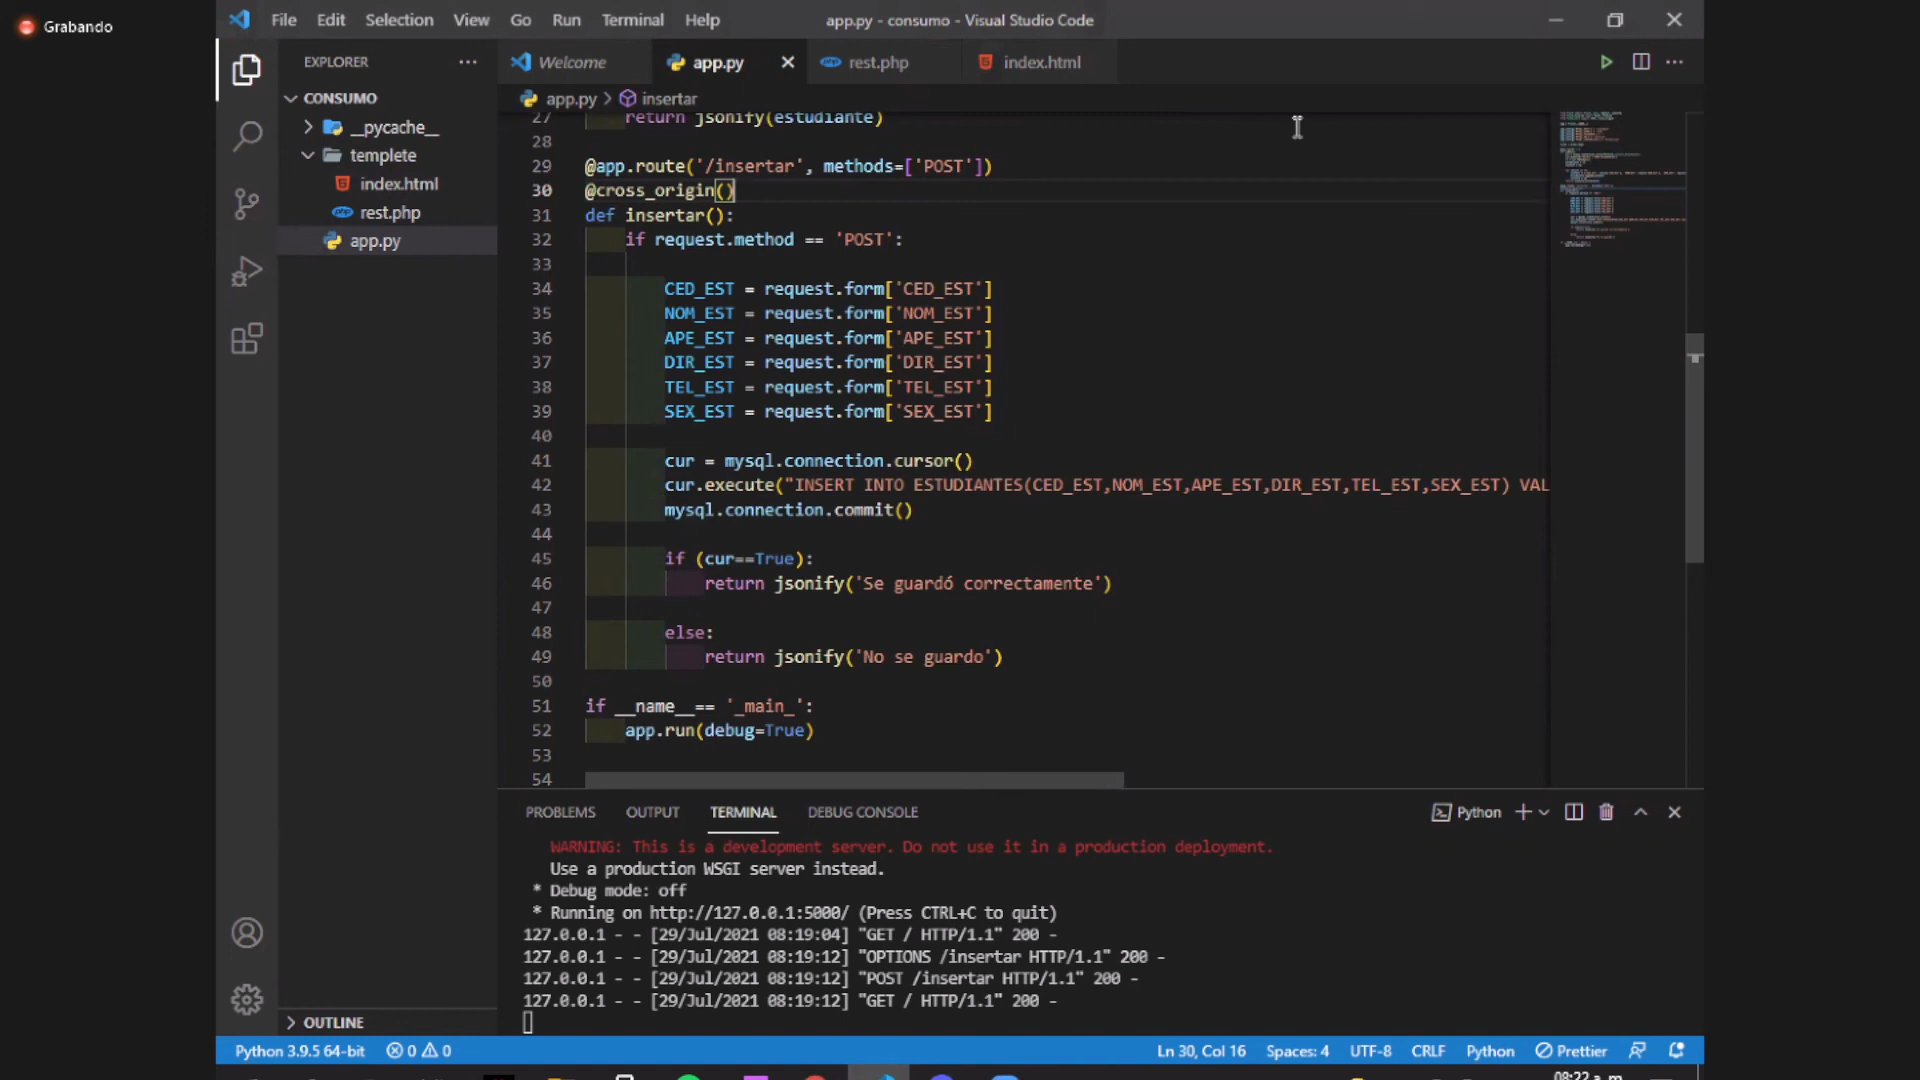 Grabando
File Edit Selection View Go Run Terminal Help
app.py - consumo - Visual Studio Code
EXPLORER
Welcome
app.py
rest.php
index.html
CONSUMO
__pycache__
templete
index.html
rest.php
app.py
OUTLINE
app.py > insertar
27 return jsonify(estudiante)
28
29 @app.route('/insertar', methods=['POST'])
30 @cross_origin()
31 def insertar():
32 if request.method == 'POST':
33
34 CED_EST = request.form['CED_EST']
35 NOM_EST = request.form['NOM_EST']
36 APE_EST = request.form['APE_EST']
37 DIR_EST = request.form['DIR_EST']
38 TEL_EST = request.form['TEL_EST']
39 SEX_EST = request.form['SEX_EST']
40
41 cur = mysql.connection.cursor()
42 cur.execute("INSERT INTO ESTUDIANTES(CED_EST,NOM_EST,APE_EST,DIR_EST,TEL_EST,SEX_EST) VAL
43 mysql.connection.commit()
44
45 if (cur==True):
46 return jsonify('Se guardó correctamente')
47
48 else:
49 return jsonify('No se guardo')
50
51 if __name__== '_main_':
52 app.run(debug=True)
53
54
PROBLEMS OUTPUT TERMINAL DEBUG CONSOLE
Python
WARNING: This is a development server. Do not use it in a production deployment.
Use a production WSGI server instead.
* Debug mode: off
* Running on http://127.0.0.1:5000/ (Press CTRL+C to quit)
127.0.0.1 - - [29/Jul/2021 08:19:04] "GET / HTTP/1.1" 200 -
127.0.0.1 - - [29/Jul/2021 08:19:12] "OPTIONS /insertar HTTP/1.1" 200 -
127.0.0.1 - - [29/Jul/2021 08:19:12] "POST /insertar HTTP/1.1" 200 -
127.0.0.1 - - [29/Jul/2021 08:19:12] "GET / HTTP/1.1" 200 -
Python 3.9.5 64-bit 0 0 Ln 30, Col 16 Spaces: 4 UTF-8 CRLF Python Prettier
08:22 a. m.